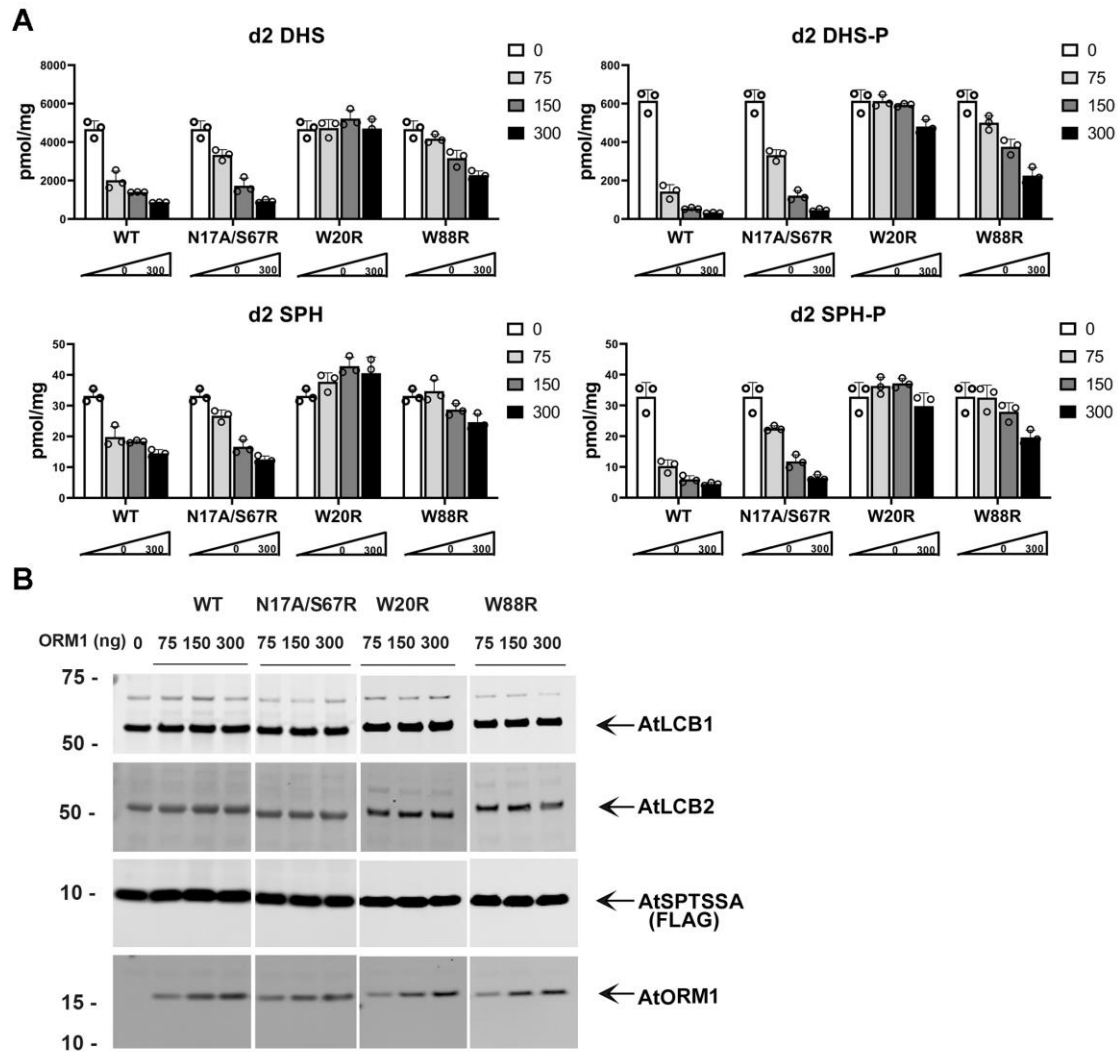 A
d2 DHS
pmol/mg
8000
6000
4000
2000
0
WT N17A/S67R W20R W88R
0 300 0 300 0 300 0 300
0
75
150
300
d2 DHS-P
800
600
400
200
0
WT N17A/S67R W20R W88R
0 300 0 300 0 300 0 300
0
75
150
300
d2 SPH
pmol/mg
50
40
30
20
10
0
WT N17A/S67R W20R W88R
0 300 0 300 0 300 0 300
0
75
150
300
d2 SPH-P
pmol/mg
50
40
30
20
10
0
WT N17A/S67R W20R W88R
0 300 0 300 0 300 0 300
0
75
150
300
B
WT N17A/S67R W20R W88R
ORM1 (ng) 0 75 150 300 75 150 300 75 150 300 75 150 300
75 -
50 -
AtLCB1
50 -
AtLCB2
10 -
AtSPTSSA
(FLAG)
15 -
AtORM1
10 -